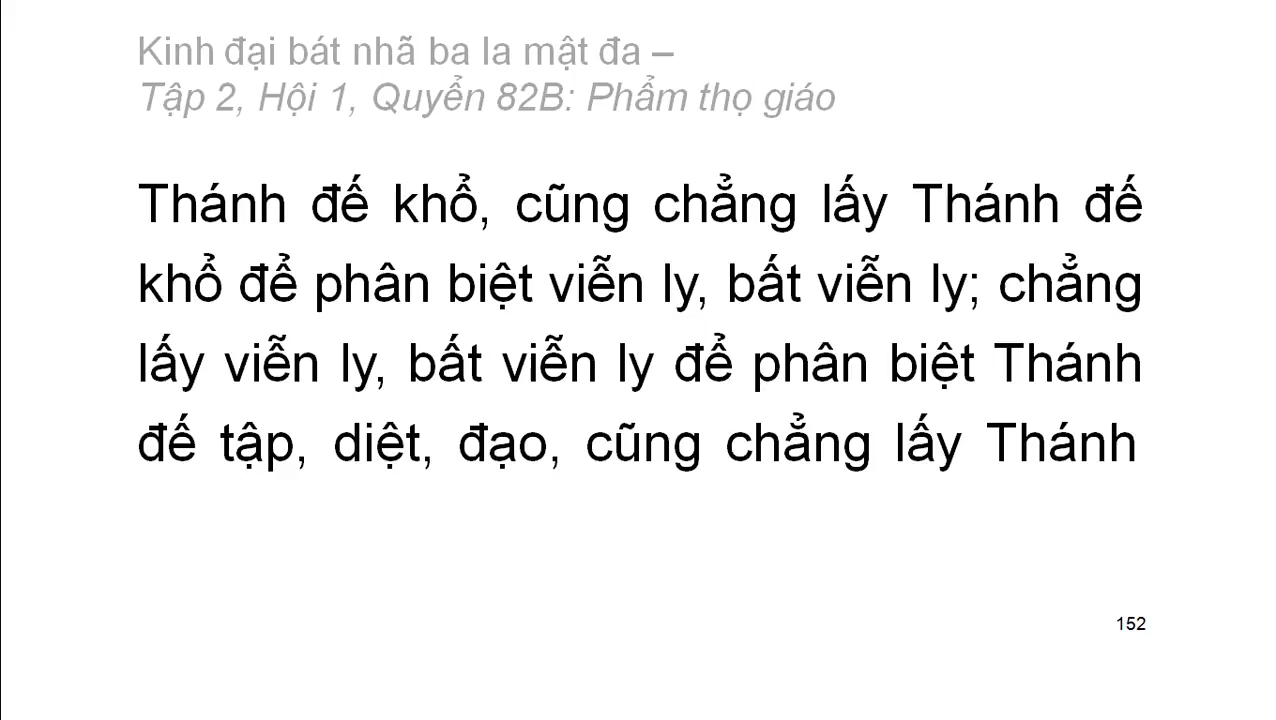 Kinh đại bát nhã ba la mật đa –
Tập 2, Hội 1, Quyển 82B: Phẩm thọ giáo
Thánh đế khổ, cũng chẳng lấy Thánh đế
khổ để phân biệt viễn ly, bất viễn ly; chẳng
lấy viễn ly, bất viễn ly để phân biệt Thánh
đế tập, diệt, đạo, cũng chẳng lấy Thánh
152